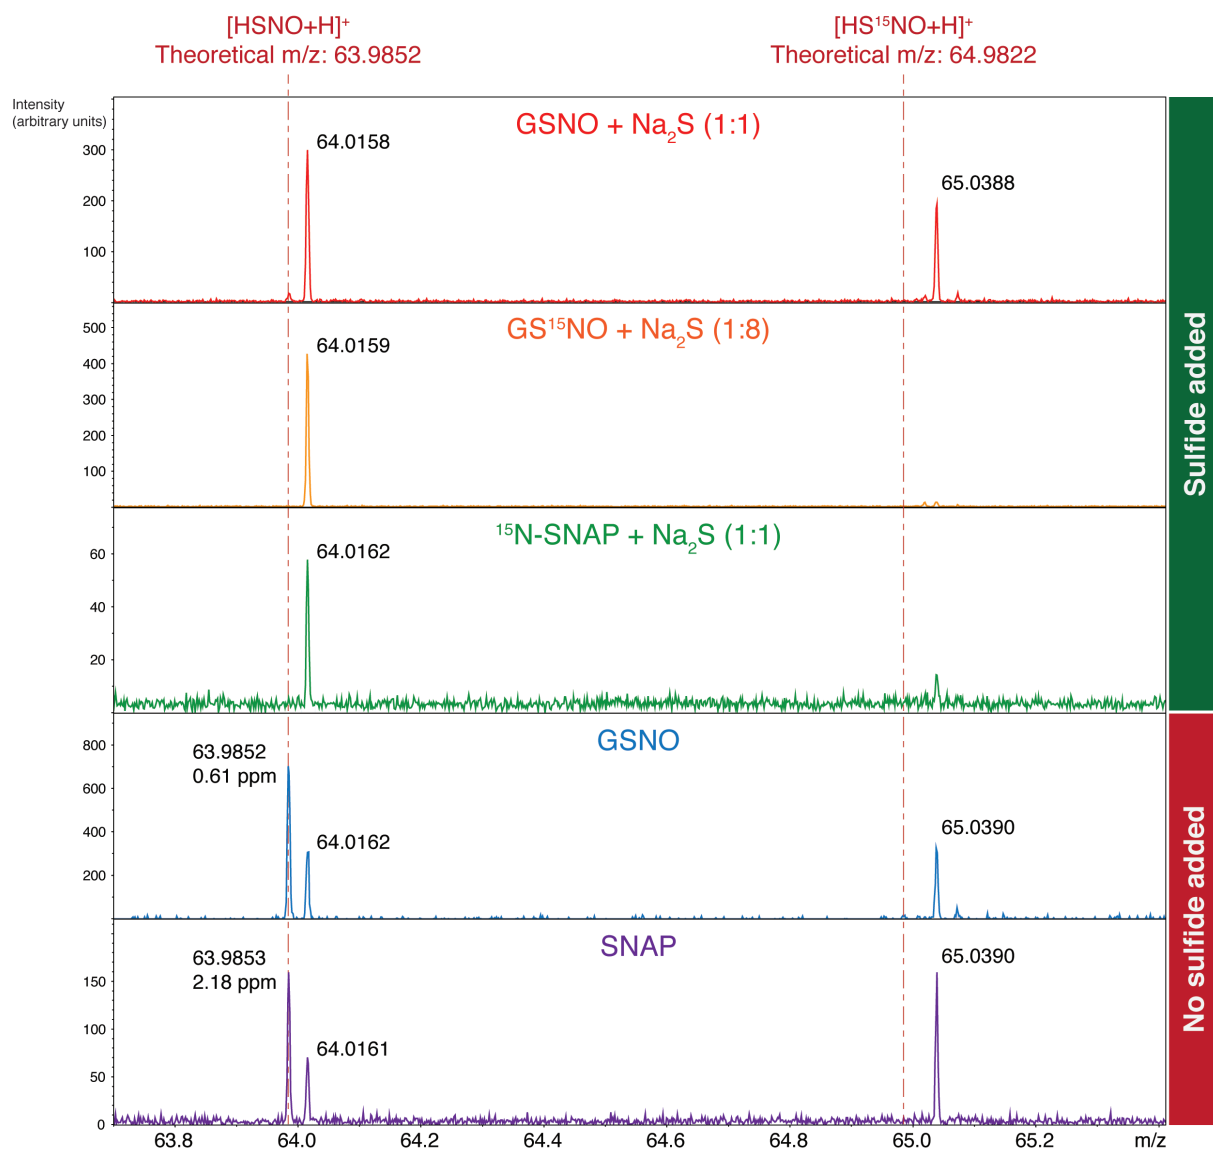 [HSNO+H]⁺
Theoretical m/z: 63.9852
[HS¹⁵NO+H]⁺
Theoretical m/z: 64.9822
Intensity
(arbitrary units)
GSNO + Na₂S (1:1)
64.0158
65.0388
300
200
100
GS¹⁵NO + Na₂S (1:8)
64.0159
500
400
300
200
100
Sulfide added
¹⁵N-SNAP + Na₂S (1:1)
64.0162
60
40
20
GSNO
63.9852
0.61 ppm
64.0162
65.0390
800
600
400
200
No sulfide added
SNAP
63.9853
2.18 ppm
64.0161
65.0390
150
100
50
0
63.8 64.0 64.2 64.4 64.6 64.8 65.0 65.2 m/z